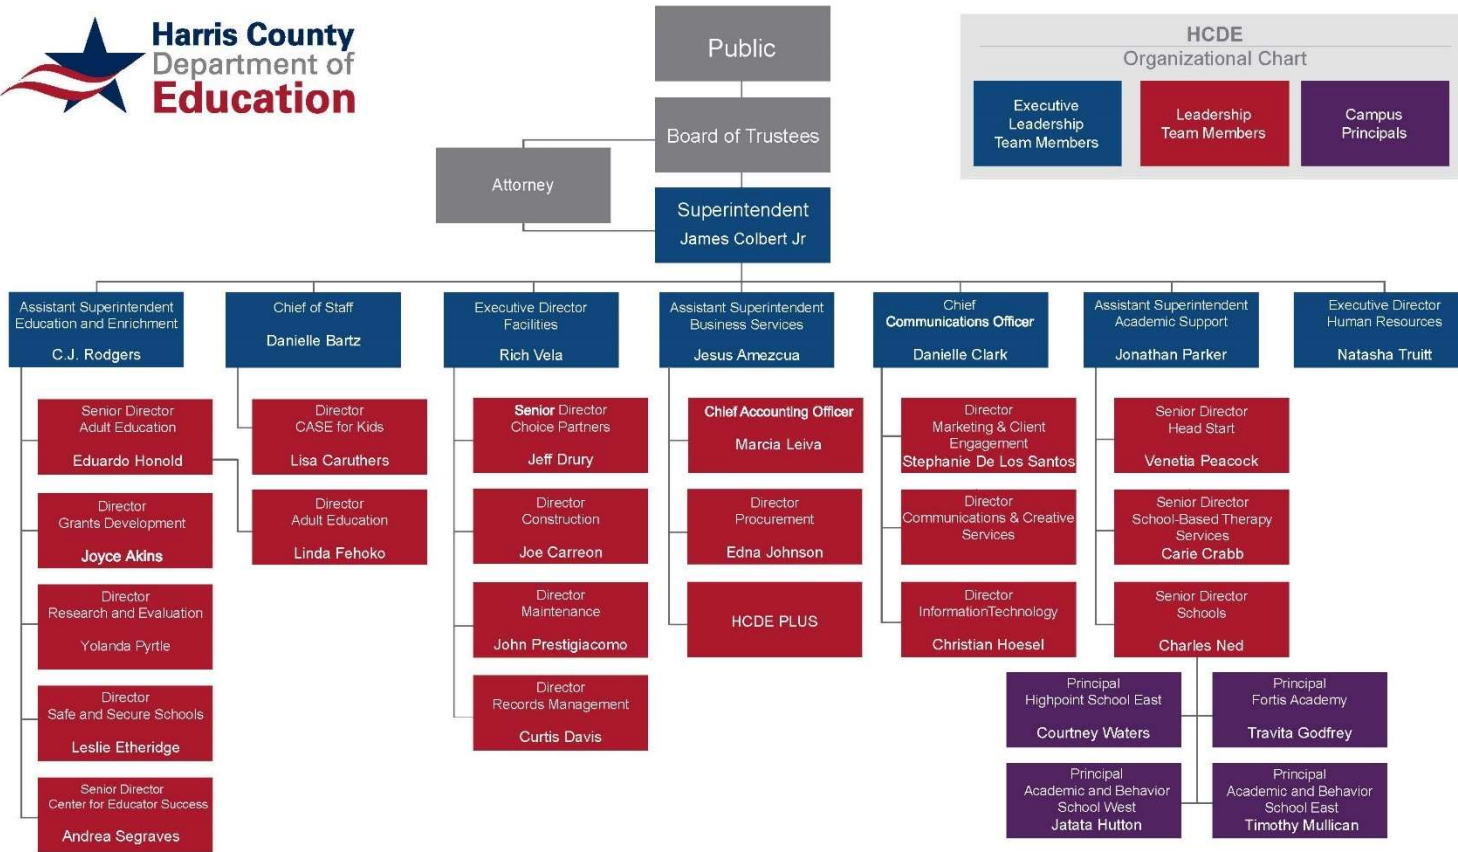 Harris County
Department of
Education
Public
Board of Trustees
Attorney
Superintendent
James Colbert Jr
HCDE
Organizational Chart
Executive
Leadership
Team Members
Leadership
Team Members
Campus
Principals
Assistant Superintendent
Education and Enrichment
C.J. Rodgers
Senior Director
Adult Education
Eduardo Honold
Director
Grants Development
Joyce Akins
Director
Research and Evaluation
Yolanda Pyrtle
Director
Safe and Secure Schools
Leslie Etheridge
Senior Director
Center for Educator Success
Andrea Segraves
Chief of Staff
Danielle Bartz
Director
CASE for Kids
Lisa Caruthers
Director
Adult Education
Linda Fehoko
Executive Director
Facilities
Rich Vela
Senior Director
Choice Partners
Jeff Drury
Director
Construction
Joe Carreon
Director
Maintenance
John Prestigiacomo
Director
Records Management
Curtis Davis
Assistant Superintendent
Business Services
Jesus Amezcua
Chief Accounting Officer
Marcia Leiva
Director
Procurement
Edna Johnson
HCDE PLUS
Chief
Communications Officer
Danielle Clark
Director
Marketing & Client
Engagement
Stephanie De Los Santos
Director
Communications & Creative
Services
Director
InformationTechnology
Christian Hoesel
Assistant Superintendent
Academic Support
Jonathan Parker
Senior Director
Head Start
Venetia Peacock
Senior Director
School-Based Therapy
Services
Carie Crabb
Senior Director
Schools
Charles Ned
Principal
Highpoint School East
Courtney Waters
Principal
Fortis Academy
Travita Godfrey
Principal
Academic and Behavior
School West
Jatata Hutton
Principal
Academic and Behavior
School East
Timothy Mullican
Executive Director
Human Resources
Natasha Truitt